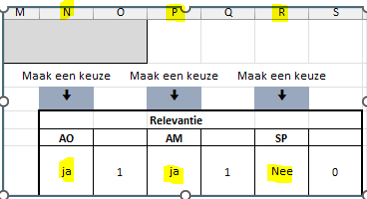 M N O P Q R S
Maak een keuze Maak een keuze Maak een keuze
Relevantie
AO AM SP
ja 1 ja 1 Nee 0